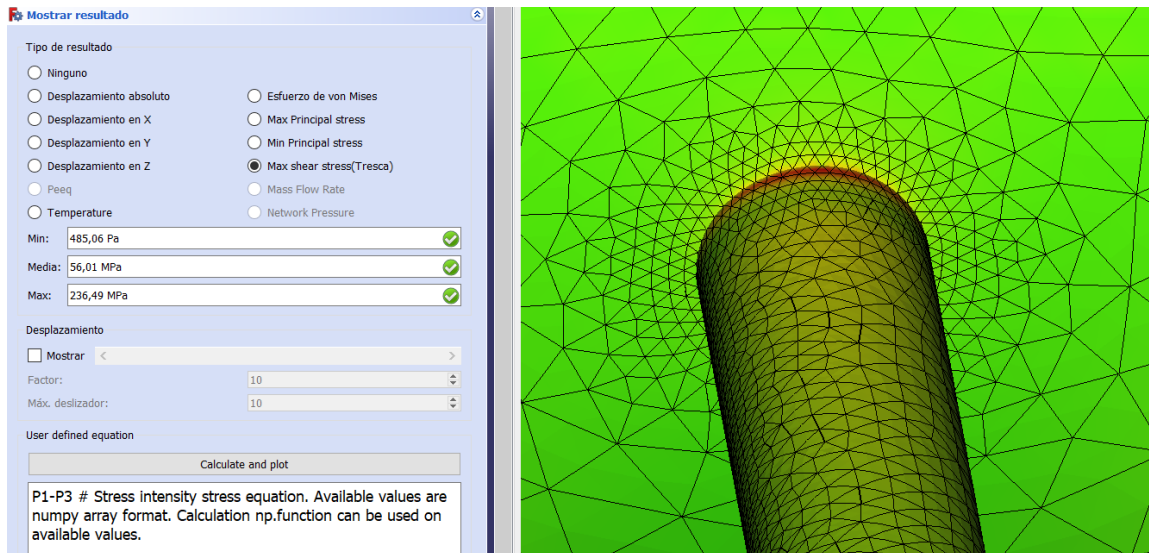 Mostrar resultado
Tipo de resultado
Ninguno
Desplazamiento absoluto
Esfuerzo de von Mises
Desplazamiento en X
Max Principal stress
Desplazamiento en Y
Min Principal stress
Desplazamiento en Z
Max shear stress(Tresca)
Peeq
Mass Flow Rate
Temperature
Network Pressure
Min: 485,06 Pa
Media: 56,01 MPa
Max: 236,49 MPa
Desplazamiento
Mostrar
Factor: 10
Máx. deslizador: 10
User defined equation
Calculate and plot
P1-P3 # Stress intensity stress equation. Available values are
numpy array format. Calculation np.function can be used on
available values.